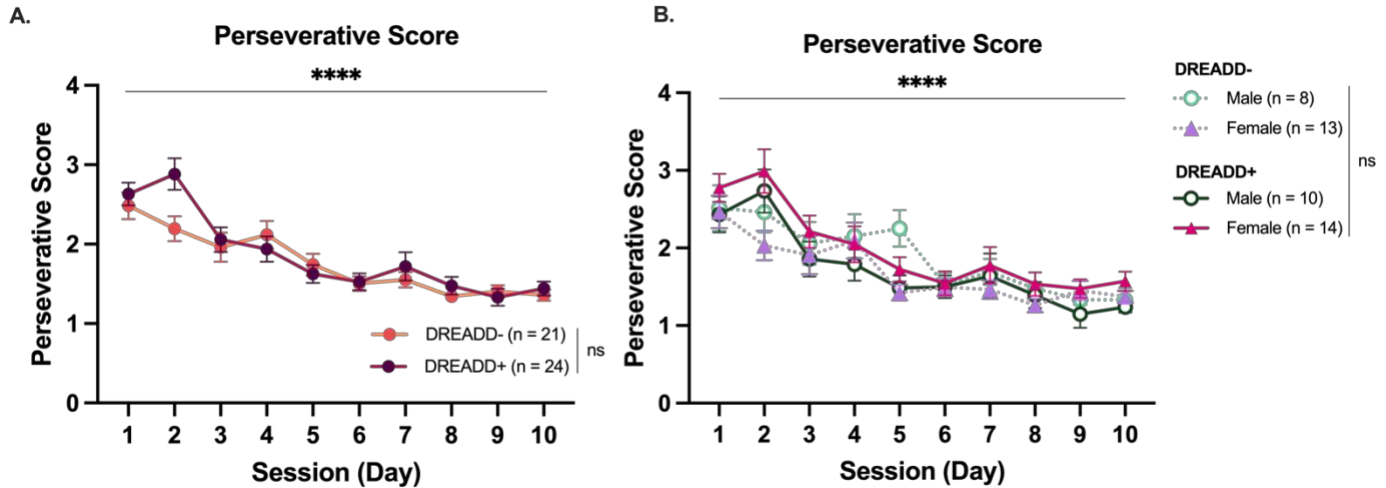 A.
Perseverative Score
****
Perseverative Score
4
3
2
1
0
1 2 3 4 5 6 7 8 9 10
Session (Day)
DREADD- (n = 21)
DREADD+ (n = 24)
ns
B.
Perseverative Score
****
Perseverative Score
4
3
2
1
0
1 2 3 4 5 6 7 8 9 10
Session (Day)
DREADD-
Male (n = 8)
Female (n = 13)
DREADD+
Male (n = 10)
Female (n = 14)
ns